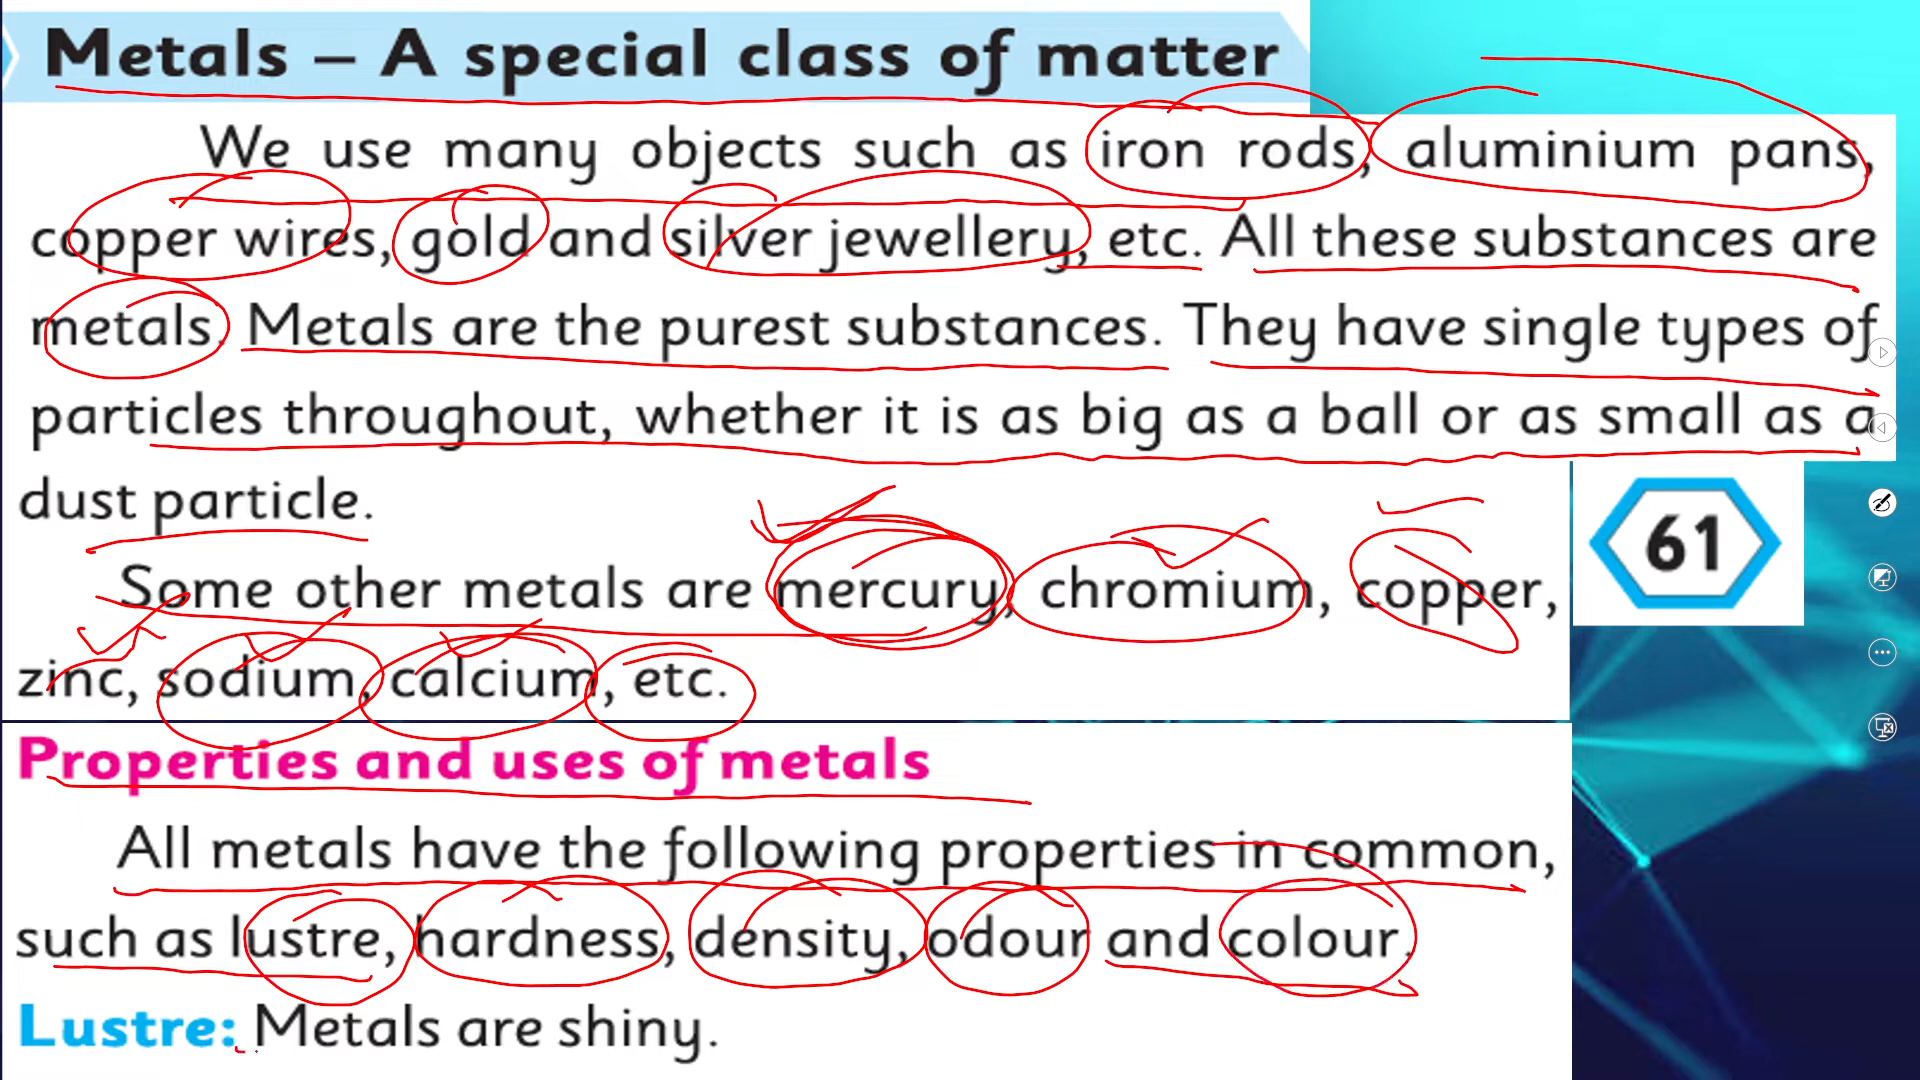 Metals – A special class of matter
We use many objects such as iron rods, aluminium pans,
copper wires, gold and silver jewellery, etc. All these substances are
metals. Metals are the purest substances. They have single types of
particles throughout, whether it is as big as a ball or as small as a
dust particle.
61
Some other metals are mercury, chromium, copper,
zinc, sodium, calcium, etc.
Properties and uses of metals
All metals have the following properties in common,
such as lustre, hardness, density, odour and colour.
Lustre: Metals are shiny.